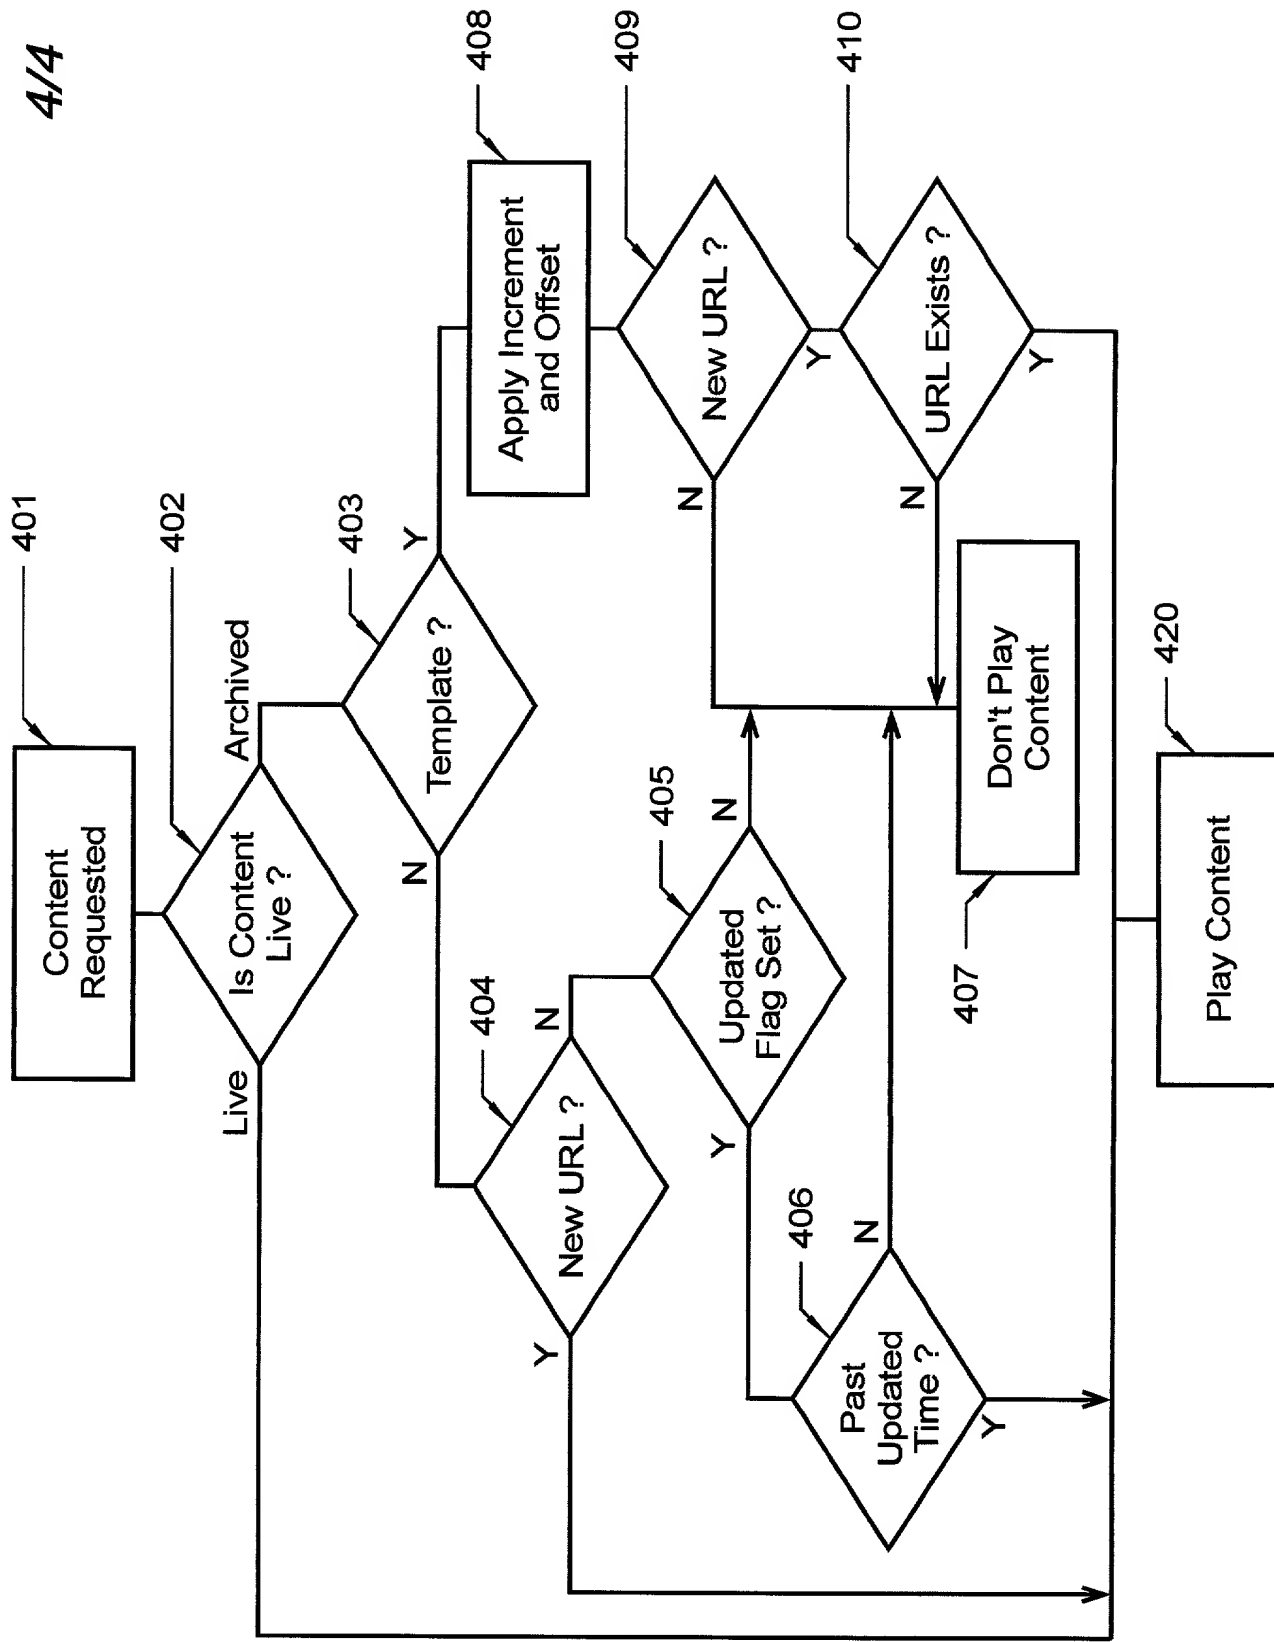 4/4
401
Content
Requested
402
Is Content
Live ?
Live
Archived
403
Template ?
N
Y
404
New URL ?
Y
N
405
Updated
Flag Set ?
Y
N
406
Past
Updated
Time ?
N
Y
408
Apply Increment
and Offset
409
New URL ?
N
Y
410
URL Exists ?
N
Y
407
Don't Play
Content
420
Play Content